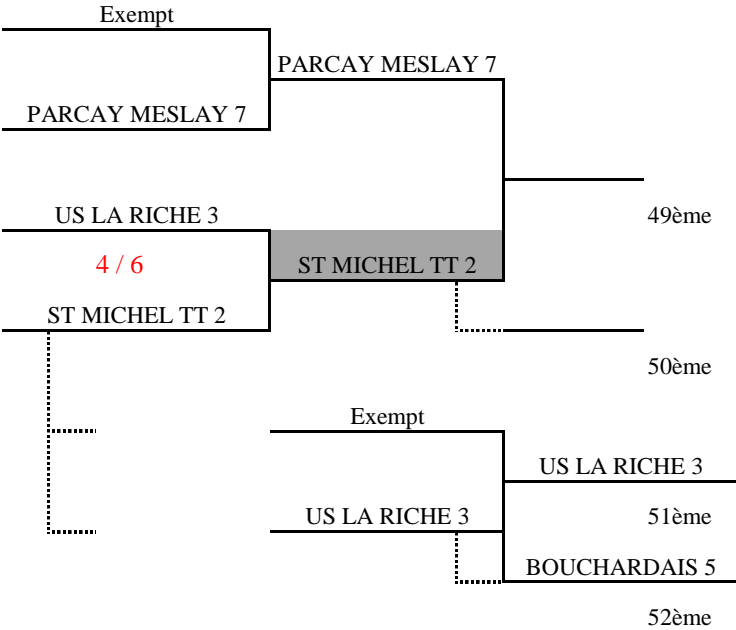 Exempt
PARCAY MESLAY 7
PARCAY MESLAY 7
US LA RICHE 3
49ème
4 / 6
ST MICHEL TT 2
ST MICHEL TT 2
50ème
Exempt
US LA RICHE 3
US LA RICHE 3
51ème
BOUCHARDAIS 5
52ème